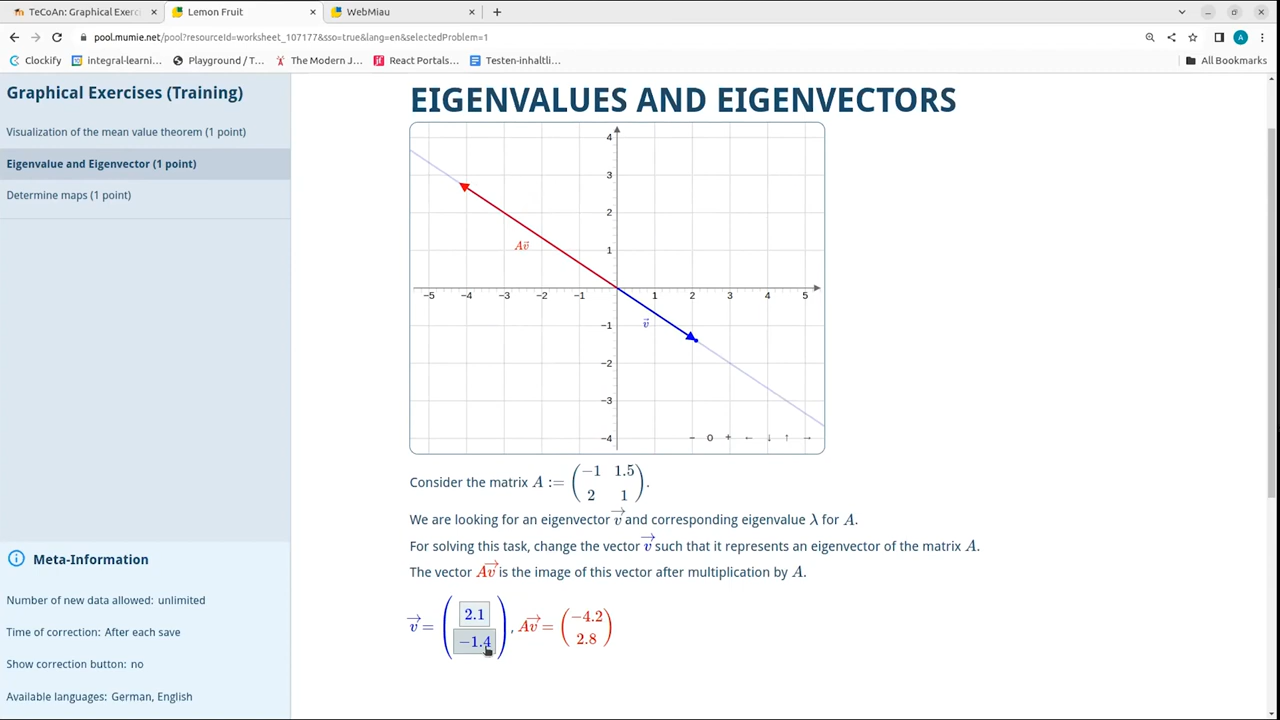 TeCoAn: Graphical Exerci
Lemon Fruit
WebMiau
pool.mumie.net/pool?resourceId=worksheet_107177&sso=true&lang=en&selectedProblem=1
A
Clockify
integral-learni...
Playground / T...
The Modern J...
React Portals...
Testen-inhaltli...
All Bookmarks
Graphical Exercises (Training)
Visualization of the mean value theorem (1 point)
Eigenvalue and Eigenvector (1 point)
Determine maps (1 point)
Meta-Information
Number of new data allowed: unlimited
Time of correction: After each save
Show correction button: no
Available languages: German, English
EIGENVALUES AND EIGENVECTORS
4
3
2
1
−5 −4 −3 −2 −1 1 2 3 4 5
−1
−2
−3
−4
Av⃗
v⃗
− o + ← ↓ ↑ →
Consider the matrix A := (−1 1.5
2 1).
We are looking for an eigenvector v⃗ and corresponding eigenvalue λ for A.
For solving this task, change the vector v⃗ such that it represents an eigenvector of the matrix A.
The vector Av⃗ is the image of this vector after multiplication by A.
v⃗ = (2.1
−1.4), Av⃗ = (−4.2
2.8)